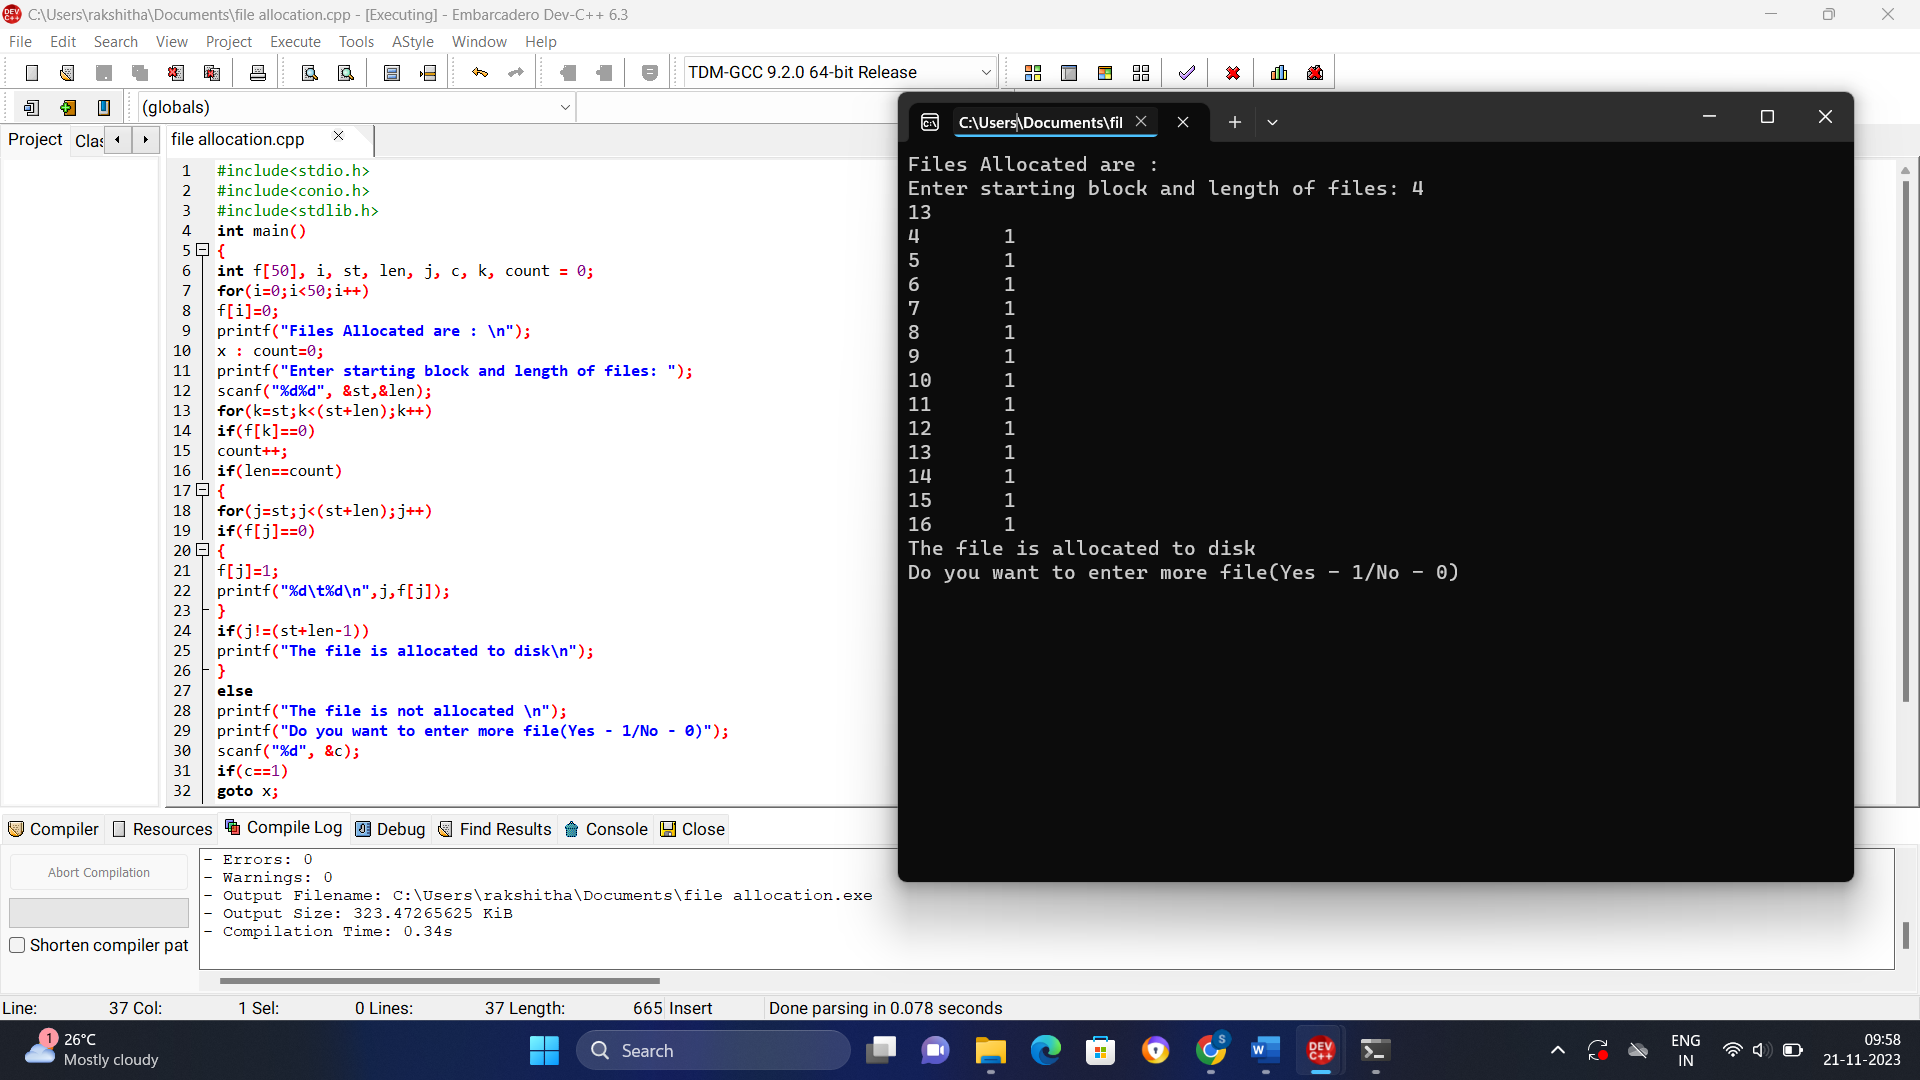 C:\Users\rakshitha\Documents\file allocation.cpp - [Executing] - Embarcadero Dev-C++ 6.3
File Edit Search View Project Execute Tools AStyle Window Help
TDM-GCC 9.2.0 64-bit Release
(globals)
Project Clas file allocation.cpp
1 #include<stdio.h>
2 #include<conio.h>
3 #include<stdlib.h>
4 int main()
5 {
6 int f[50], i, st, len, j, c, k, count = 0;
7 for(i=0;i<50;i++)
8 f[i]=0;
9 printf("Files Allocated are : \n");
10 x : count=0;
11 printf("Enter starting block and length of files: ");
12 scanf("%d%d", &st,&len);
13 for(k=st;k<(st+len);k++)
14 if(f[k]==0)
15 count++;
16 if(len==count)
17 {
18 for(j=st;j<(st+len);j++)
19 if(f[j]==0)
20 {
21 f[j]=1;
22 printf("%d\t%d\n",j,f[j]);
23 }
24 if(j!=(st+len-1))
25 printf("The file is allocated to disk\n");
26 }
27 else
28 printf("The file is not allocated \n");
29 printf("Do you want to enter more file(Yes - 1/No - 0)");
30 scanf("%d", &c);
31 if(c==1)
32 goto x;
C:\Users\Documents\fil
Files Allocated are :
Enter starting block and length of files: 4
13
4 1
5 1
6 1
7 1
8 1
9 1
10 1
11 1
12 1
13 1
14 1
15 1
16 1
The file is allocated to disk
Do you want to enter more file(Yes - 1/No - 0)
Compiler Resources Compile Log Debug Find Results Console Close
Abort Compilation
Shorten compiler pat
- Errors: 0
- Warnings: 0
- Output Filename: C:\Users\rakshitha\Documents\file allocation.exe
- Output Size: 323.47265625 KiB
- Compilation Time: 0.34s
Line: 37 Col: 1 Sel: 0 Lines: 37 Length: 665 Insert Done parsing in 0.078 seconds
1 26°C
Mostly cloudy
Search
S
W
DEV C++
ENG
IN
09:58
21-11-2023